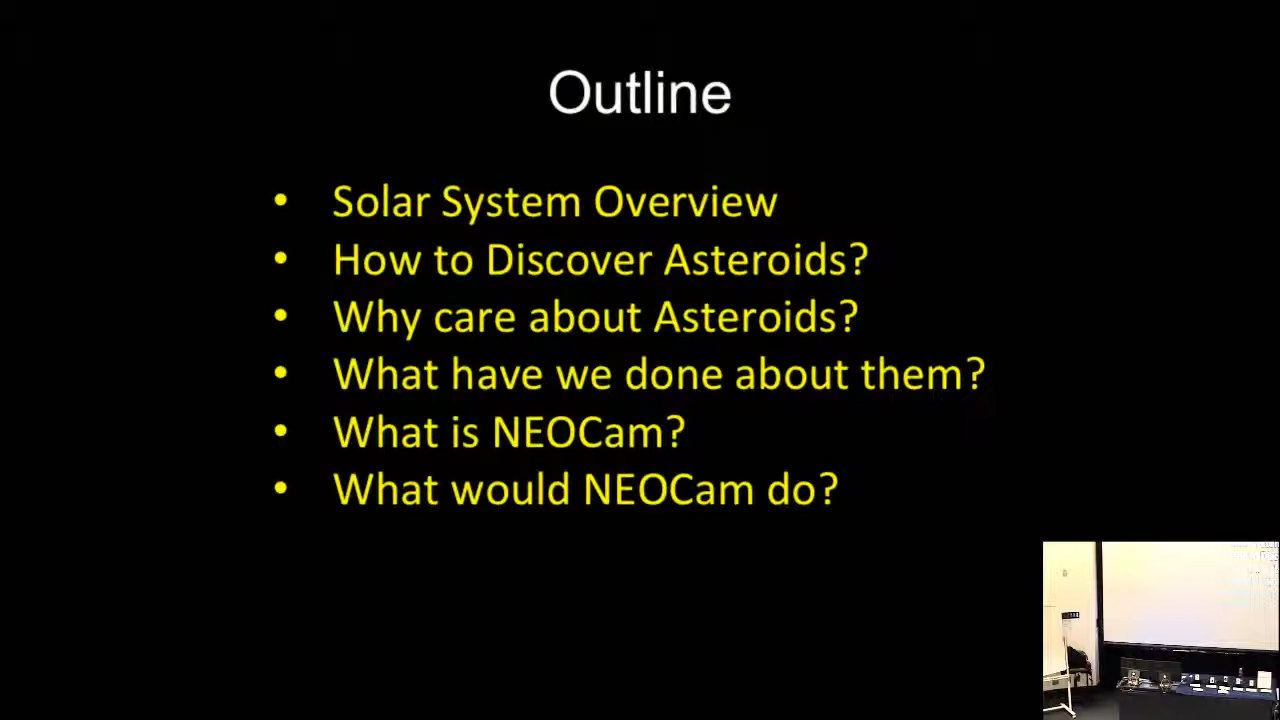 Outline
• Solar System Overview
• How to Discover Asteroids?
• Why care about Asteroids?
• What have we done about them?
• What is NEOCam?
• What would NEOCam do?